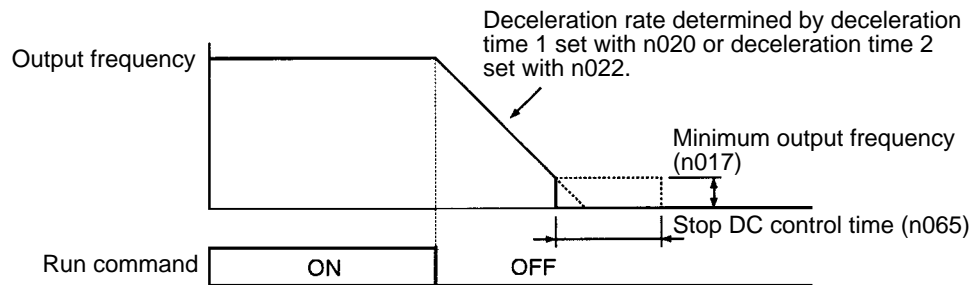 Deceleration rate determined by deceleration
time 1 set with n020 or deceleration time 2
set with n022.
Output frequency
Minimum output frequency
(n017)
Stop DC control time (n065)
Run command
ON
OFF